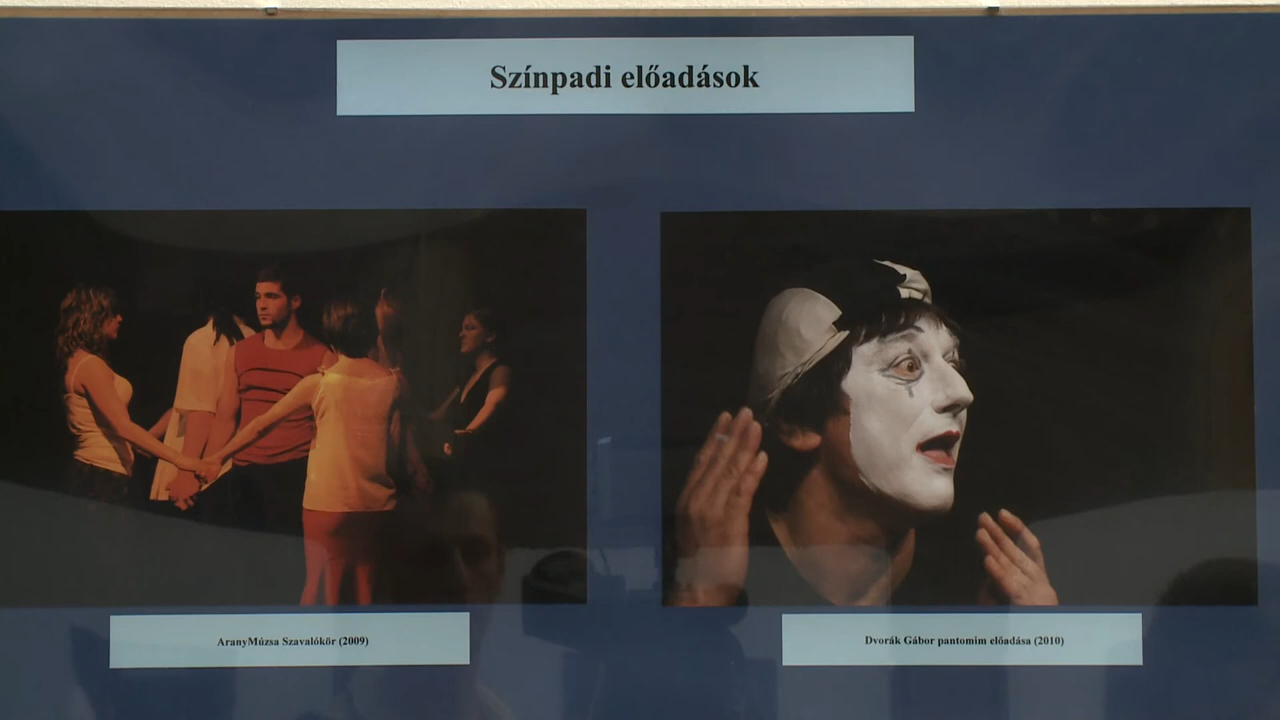 Színpadi előadások
AranyMúzsa Szavalókör (2009)
Dvorák Gábor pantomim előadása (2010)